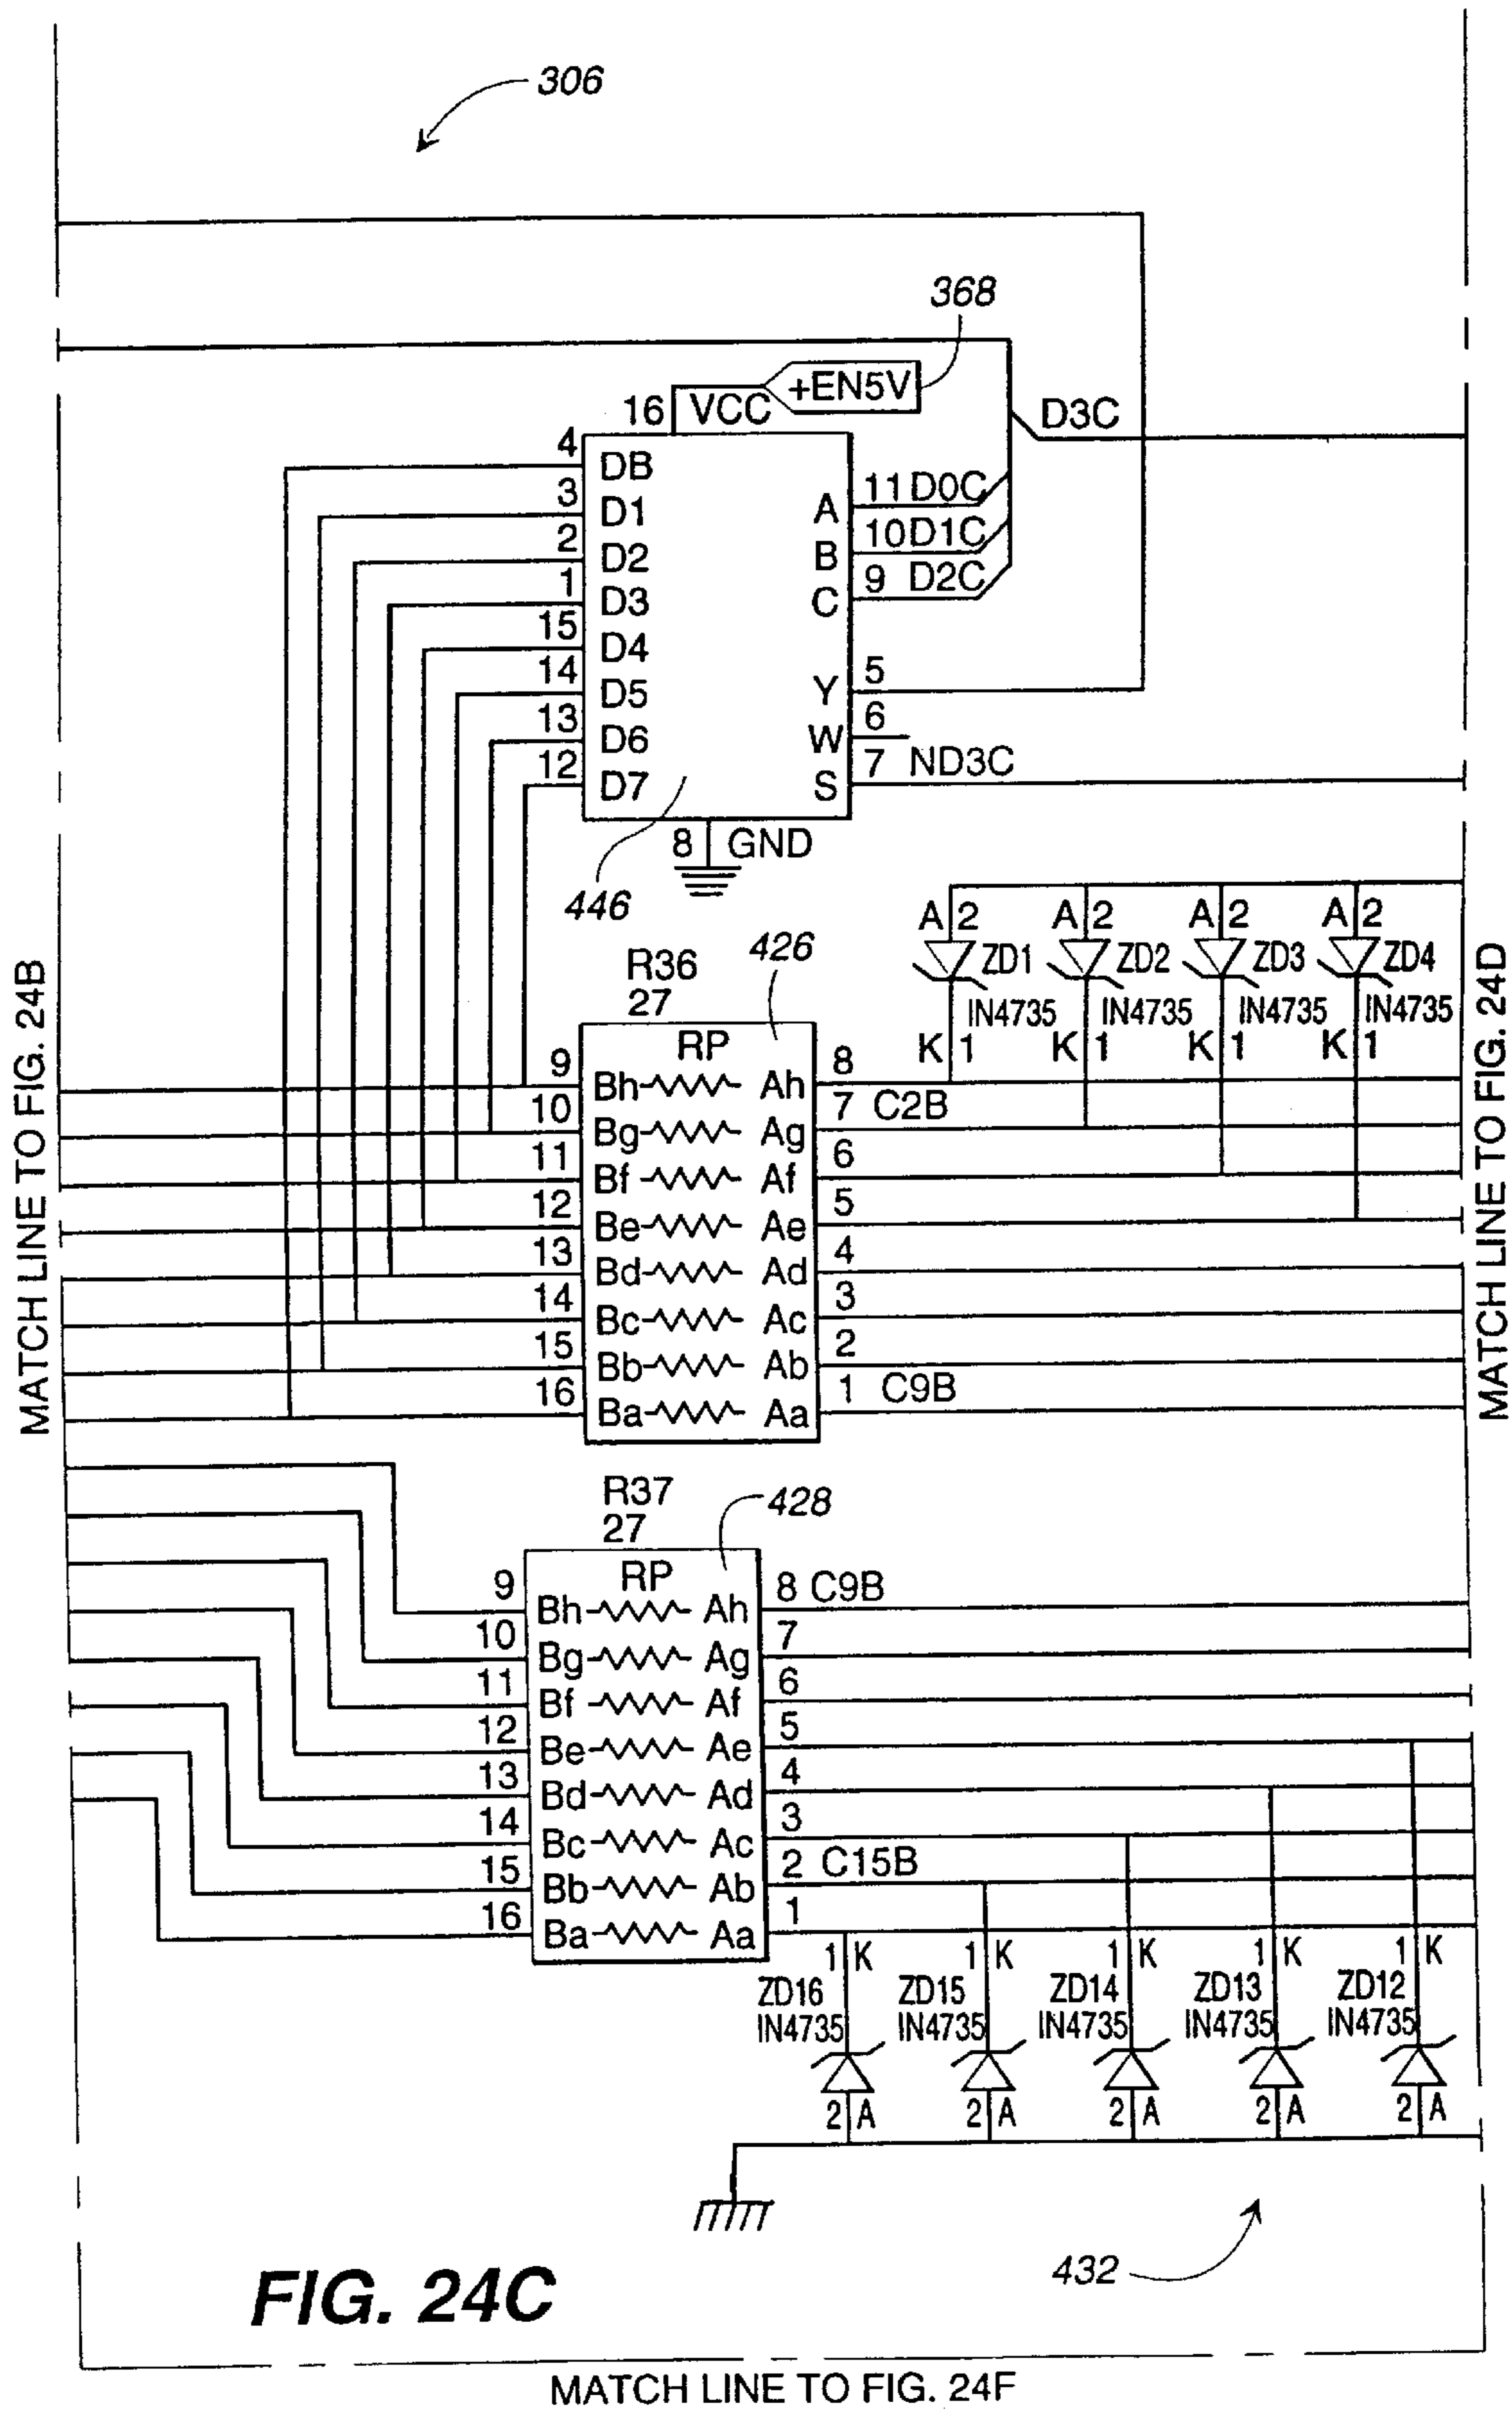 306
368
+EN5V
16 VCC
D3C
4 DB
3 D1
2 D2
1 D3
15 D4
14 D5
13 D6
12 D7
A 11 D0C
B 10 D1C
C 9 D2C
Y 5
W 6
S 7 ND3C
8 GND
446
A 2 A 2 A 2 A 2
ZD1 ZD2 ZD3 ZD4
IN4735 IN4735 IN4735 IN4735
K 1 K 1 K 1 K 1
R36
27
426
RP
9 Bh Ah 8
10 Bg Ag 7 C2B
11 Bf Af 6
12 Be Ae 5
13 Bd Ad 4
14 Bc Ac 3
15 Bb Ab 2
16 Ba Aa 1 C9B
MATCH LINE TO FIG. 24B
MATCH LINE TO FIG. 24D
R37
27
428
RP
9 Bh Ah 8 C9B
10 Bg Ag 7
11 Bf Af 6
12 Be Ae 5
13 Bd Ad 4
14 Bc Ac 3
15 Bb Ab 2 C15B
16 Ba Aa 1
1 K 1 K 1 K 1 K 1 K
ZD16 ZD15 ZD14 ZD13 ZD12
IN4735 IN4735 IN4735 IN4735 IN4735
2 A 2 A 2 A 2 A 2 A
432
FIG. 24C
MATCH LINE TO FIG. 24F